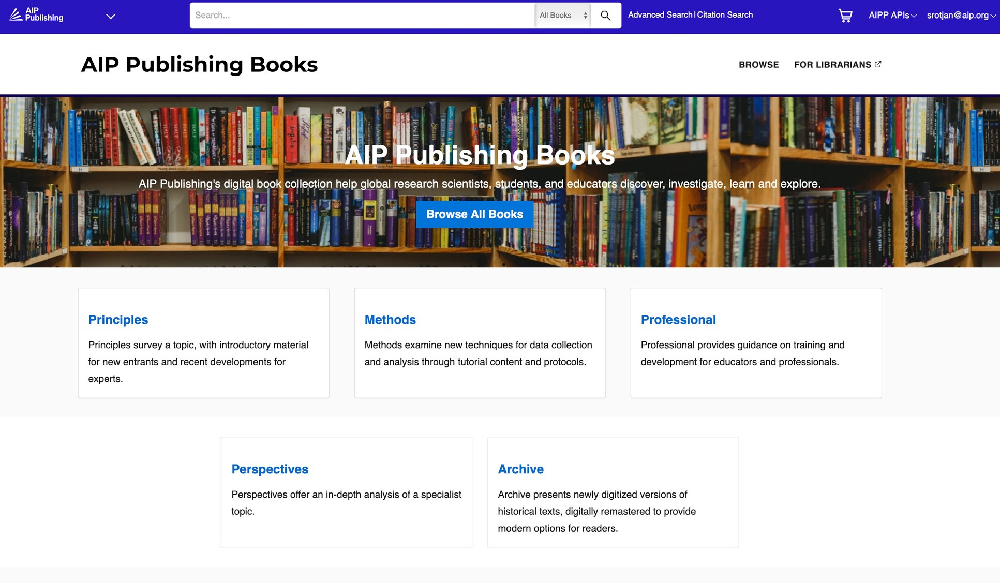 AIP
Publishing
Search...
All Books
Advanced Search | Citation Search
AIPP APIs
srotjan@aip.org
AIP Publishing Books
BROWSE
FOR LIBRARIANS
AIP Publishing Books
AIP Publishing's digital book collection help global research scientists, students, and educators discover, investigate, learn and explore.
Browse All Books
Principles
Principles survey a topic, with introductory material
for new entrants and recent developments for
experts.
Methods
Methods examine new techniques for data collection
and analysis through tutorial content and protocols.
Professional
Professional provides guidance on training and
development for educators and professionals.
Perspectives
Perspectives offer an in-depth analysis of a specialist
topic.
Archive
Archive presents newly digitized versions of
historical texts, digitally remastered to provide
modern options for readers.